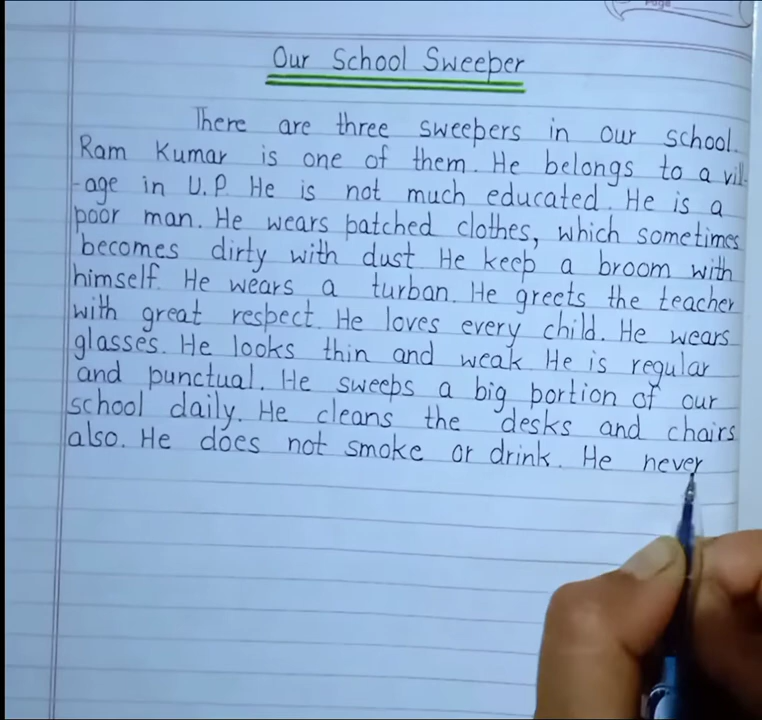 Page
Our School Sweeper
There are three sweepers in our school.
Ram Kumar is one of them. He belongs to a vill-
-age in U.P. He is not much educated. He is a
poor man. He wears patched clothes, which sometimes
becomes dirty with dust. He keep a broom with
himself. He wears a turban. He greets the teacher
with great respect. He loves every child. He wears
glasses. He looks thin and weak. He is regular
and punctual. He sweeps a big portion of our
school daily. He cleans the desks and chairs
also. He does not smoke or drink. He never